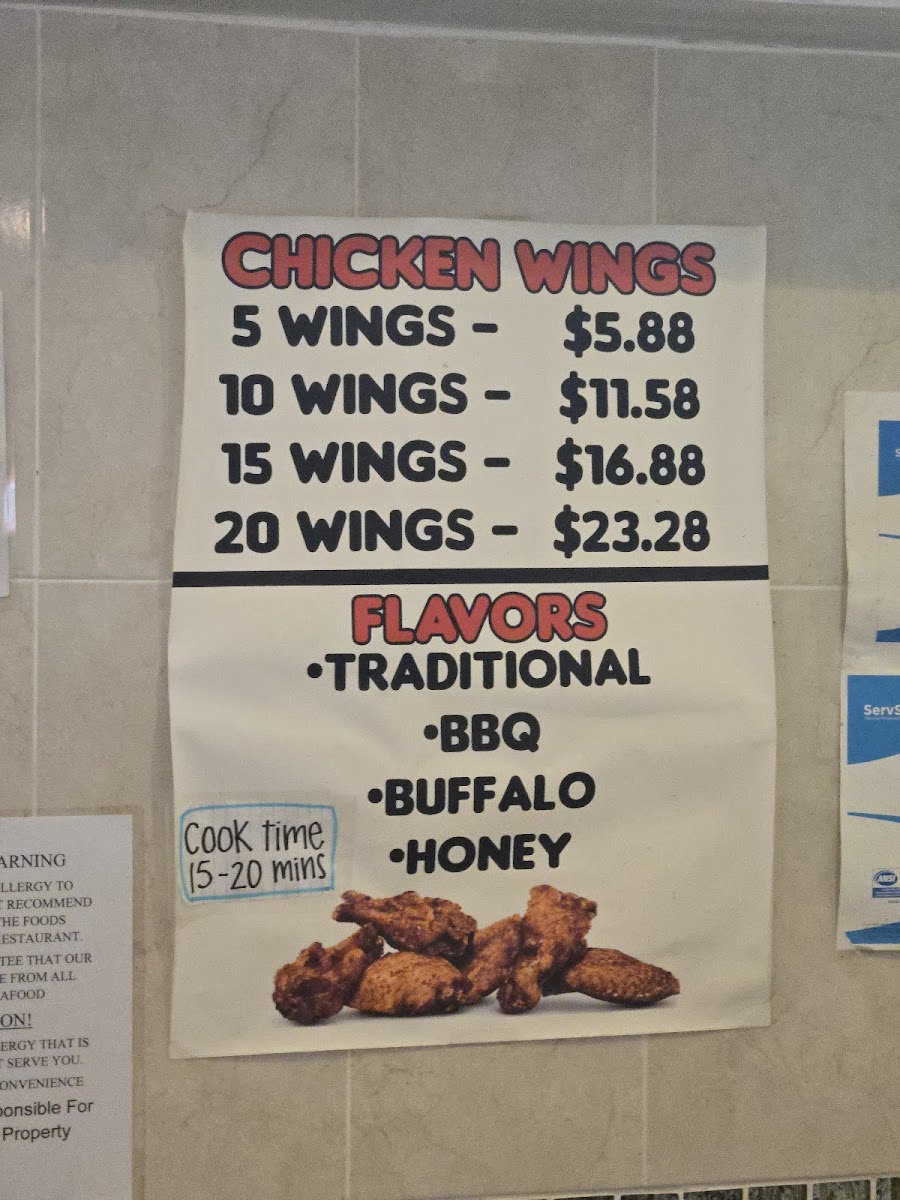 CHICKEN WINGS
5 WINGS - $5.88
10 WINGS - $11.58
15 WINGS - $16.88
20 WINGS - $23.28
FLAVORS
•TRADITIONAL
•BBQ
•BUFFALO
•HONEY
Cook time
15-20 mins
ARNING
LLERGY TO
T RECOMMEND
HE FOODS
ESTAURANT.
TEE THAT OUR
E FROM ALL
AFOOD
ON!
ERGY THAT IS
T SERVE YOU.
ONVENIENCE
onsible For
Property
ServS
ANSI